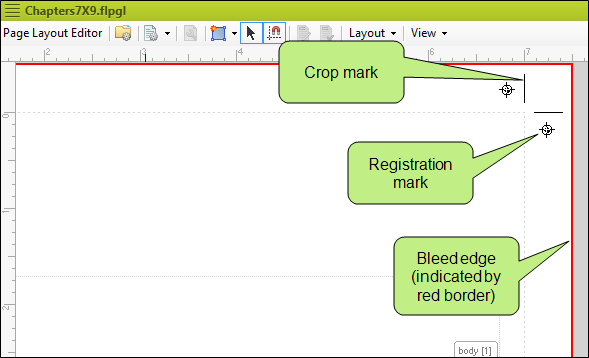 Chapters7X9.flpgl
Page Layout Editor
Layout
View
2
3
4
6
7
Crop mark
0
Registration
mark
1
Bleed edge
(indicated by
red border)
2
body [1]